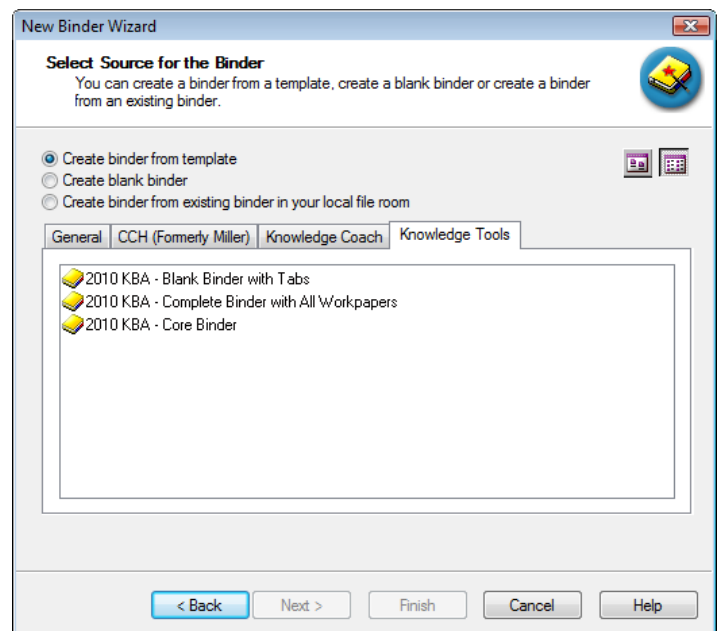 New Binder Wizard
Select Source for the Binder
You can create a binder from a template, create a blank binder or create a binder
from an existing binder.
Create binder from template
Create blank binder
Create binder from existing binder in your local file room
General CCH (Formerly Miller) Knowledge Coach Knowledge Tools
2010 KBA - Blank Binder with Tabs
2010 KBA - Complete Binder with All Workpapers
2010 KBA - Core Binder
< Back Next > Finish Cancel Help